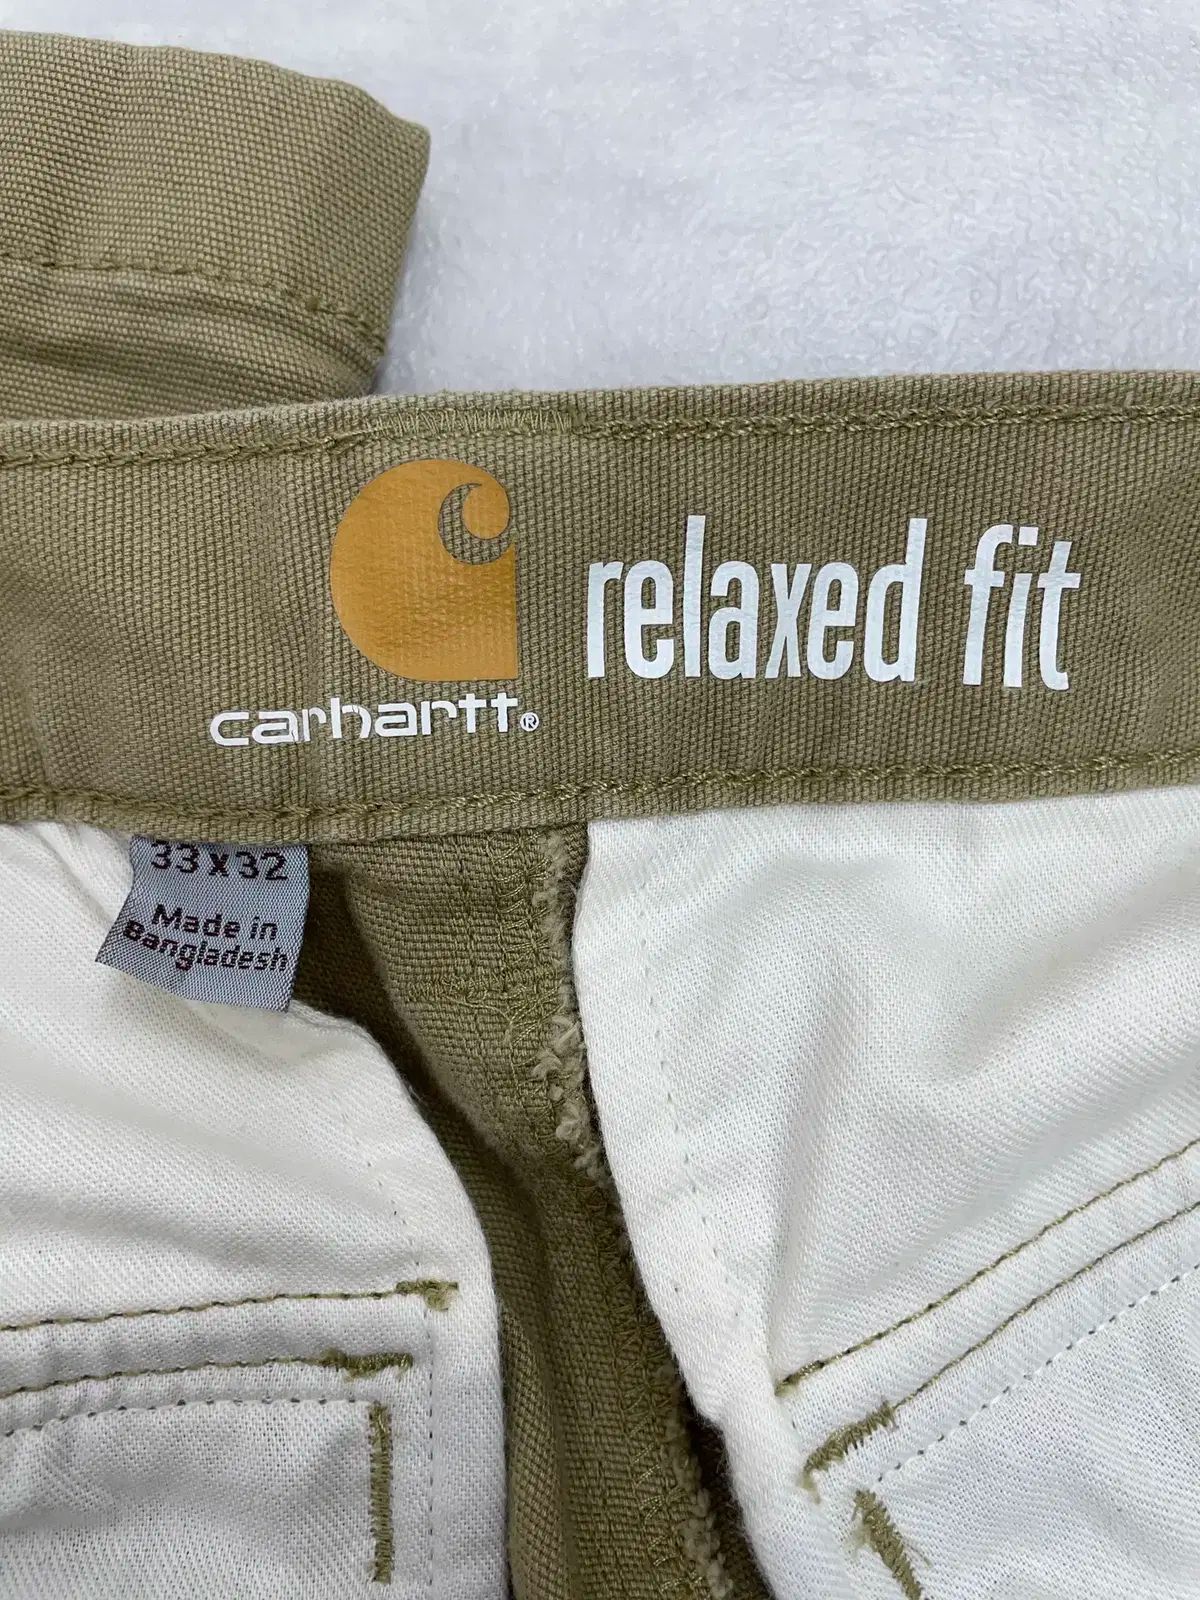 relaxed fit
carhartt®
33 x 32
Made in
Bangladesh